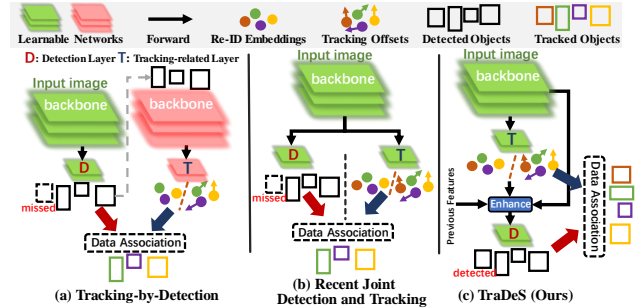 Learnable Networks Forward Re-ID Embeddings Tracking Offsets Detected Objects Tracked Objects
D: Detection Layer T: Tracking-related Layer
Input image
backbone
backbone
D
T
missed
Data Association
(a) Tracking-by-Detection
Input image
backbone
D
T
missed
Data Association
(b) Recent Joint
Detection and Tracking
Input image
backbone
T
Previous Features
Enhance
D
detected
Data Association
(c) TraDeS (Ours)